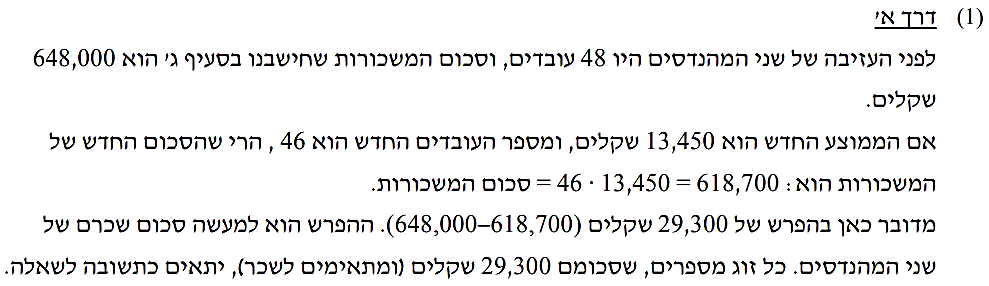 (1) דרך א'
לפני העזיבה של שני המהנדסים היו 48 עובדים, וסכום המשכורות שחישבנו בסעיף ג' הוא 648,000
שקלים.
אם הממוצע החדש הוא 13,450 שקלים, ומספר העובדים החדש הוא 46 , הרי שהסכום החדש של
המשכורות הוא: 618,700 = 13,450 · 46 = סכום המשכורות.
מדובר כאן בהפרש של 29,300 שקלים (648,000–618,700). ההפרש הוא למעשה סכום שכרם של
שני המהנדסים. כל זוג מספרים, שסכומם 29,300 שקלים (ומתאימים לשכר), יתאים כתשובה לשאלה.